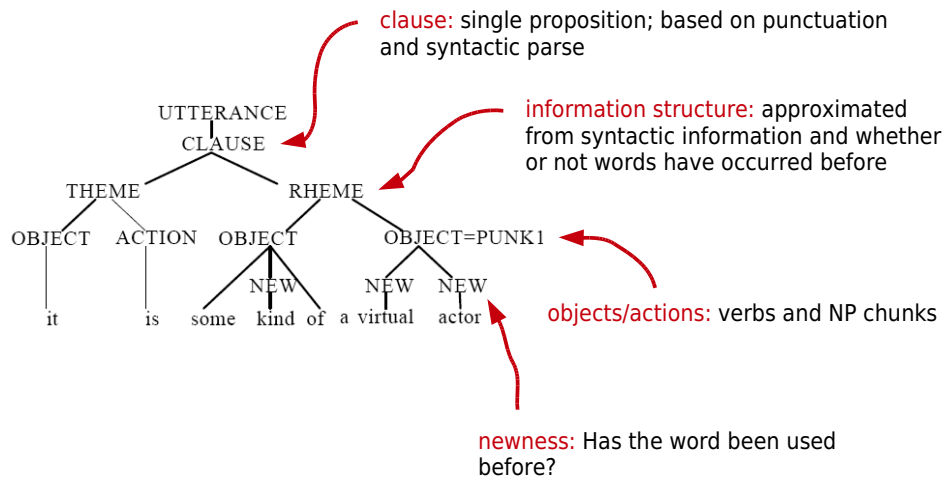 clause: single proposition; based on punctuation
and syntactic parse
UTTERANCE
information structure: approximated
from syntactic information and whether
or not words have occurred before
CLAUSE
THEME RHEME
OBJECT ACTION OBJECT OBJECT=PUNK1
NEW NEW NEW
it is some kind of a virtual actor
objects/actions: verbs and NP chunks
newness: Has the word been used
before?